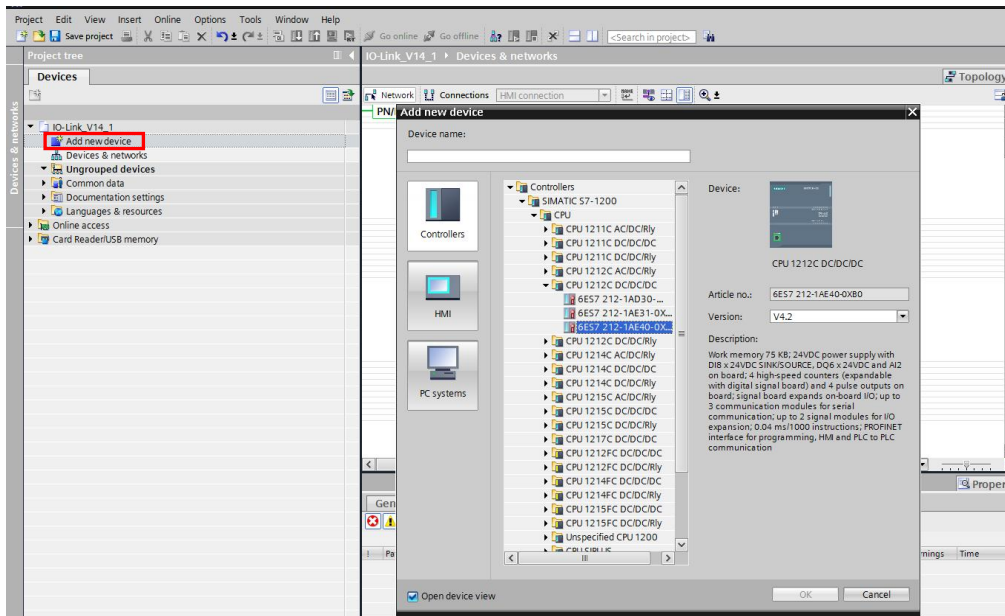 Project Edit View Insert Online Options Tools Window Help
Save project Go online Go offline <Search in project>
Project tree
IO-Link_V14_1 Devices & networks
Devices
Topology
Network Connections HMI connection
Devices & networks
IO-Link_V14_1
Add new device
Devices & networks
Ungrouped devices
Common data
Documentation settings
Languages & resources
Online access
Card Reader/USB memory
PN/
Add new device
Device name:
Controllers
HMI
PC systems
Controllers
SIMATIC S7-1200
CPU
CPU 1211C AC/DC/Rly
CPU 1211C DC/DC/DC
CPU 1211C DC/DC/Rly
CPU 1212C AC/DC/Rly
CPU 1212C DC/DC/DC
6ES7 212-1AD30-...
6ES7 212-1AE31-0X...
6ES7 212-1AE40-0X...
CPU 1212C DC/DC/Rly
CPU 1214C AC/DC/Rly
CPU 1214C DC/DC/DC
CPU 1214C DC/DC/Rly
CPU 1215C AC/DC/Rly
CPU 1215C DC/DC/DC
CPU 1215C DC/DC/Rly
CPU 1217C DC/DC/DC
CPU 1212FC DC/DC/DC
CPU 1212FC DC/DC/Rly
CPU 1214FC DC/DC/DC
CPU 1214FC DC/DC/Rly
CPU 1215FC DC/DC/DC
CPU 1215FC DC/DC/Rly
Unspecified CPU 1200
CPU SIPLUS
Device:
CPU 1212C DC/DC/DC
Article no.: 6ES7 212-1AE40-0XB0
Version: V4.2
Description:
Work memory 75 KB; 24VDC power supply with
DI8 x 24VDC SINK/SOURCE, DQ6 x 24VDC and AI2
on board; 4 high-speed counters (expandable
with digital signal board) and 4 pulse outputs on
board; signal board expands on-board I/O; up to
3 communication modules for serial
communication; up to 2 signal modules for I/O
expansion; 0.04 ms/1000 instructions; PROFINET
interface for programming, HMI and PLC to PLC
communication
Proper
Gen
! Pa
rnings Time
Open device view
OK Cancel